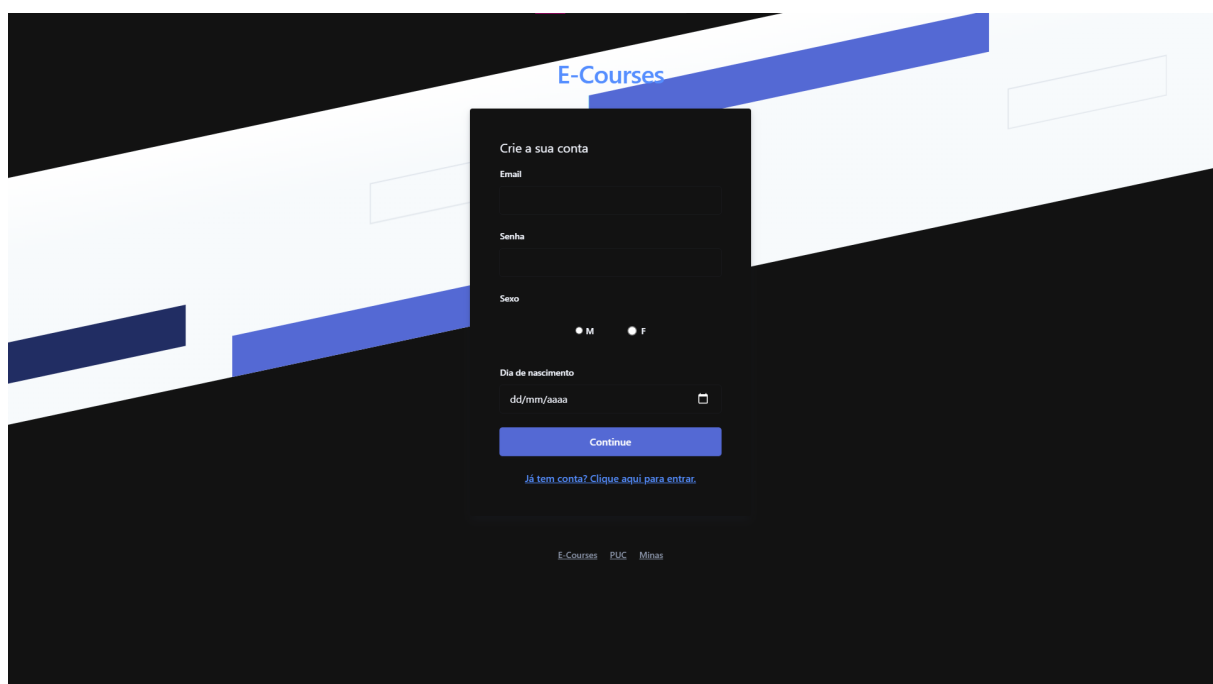 E-Courses
Crie a sua conta
Email
Senha
Sexo
M F
Dia de nascimento
dd/mm/aaaa
Continue
Já tem conta? Clique aqui para entrar.
E-Courses PUC Minas